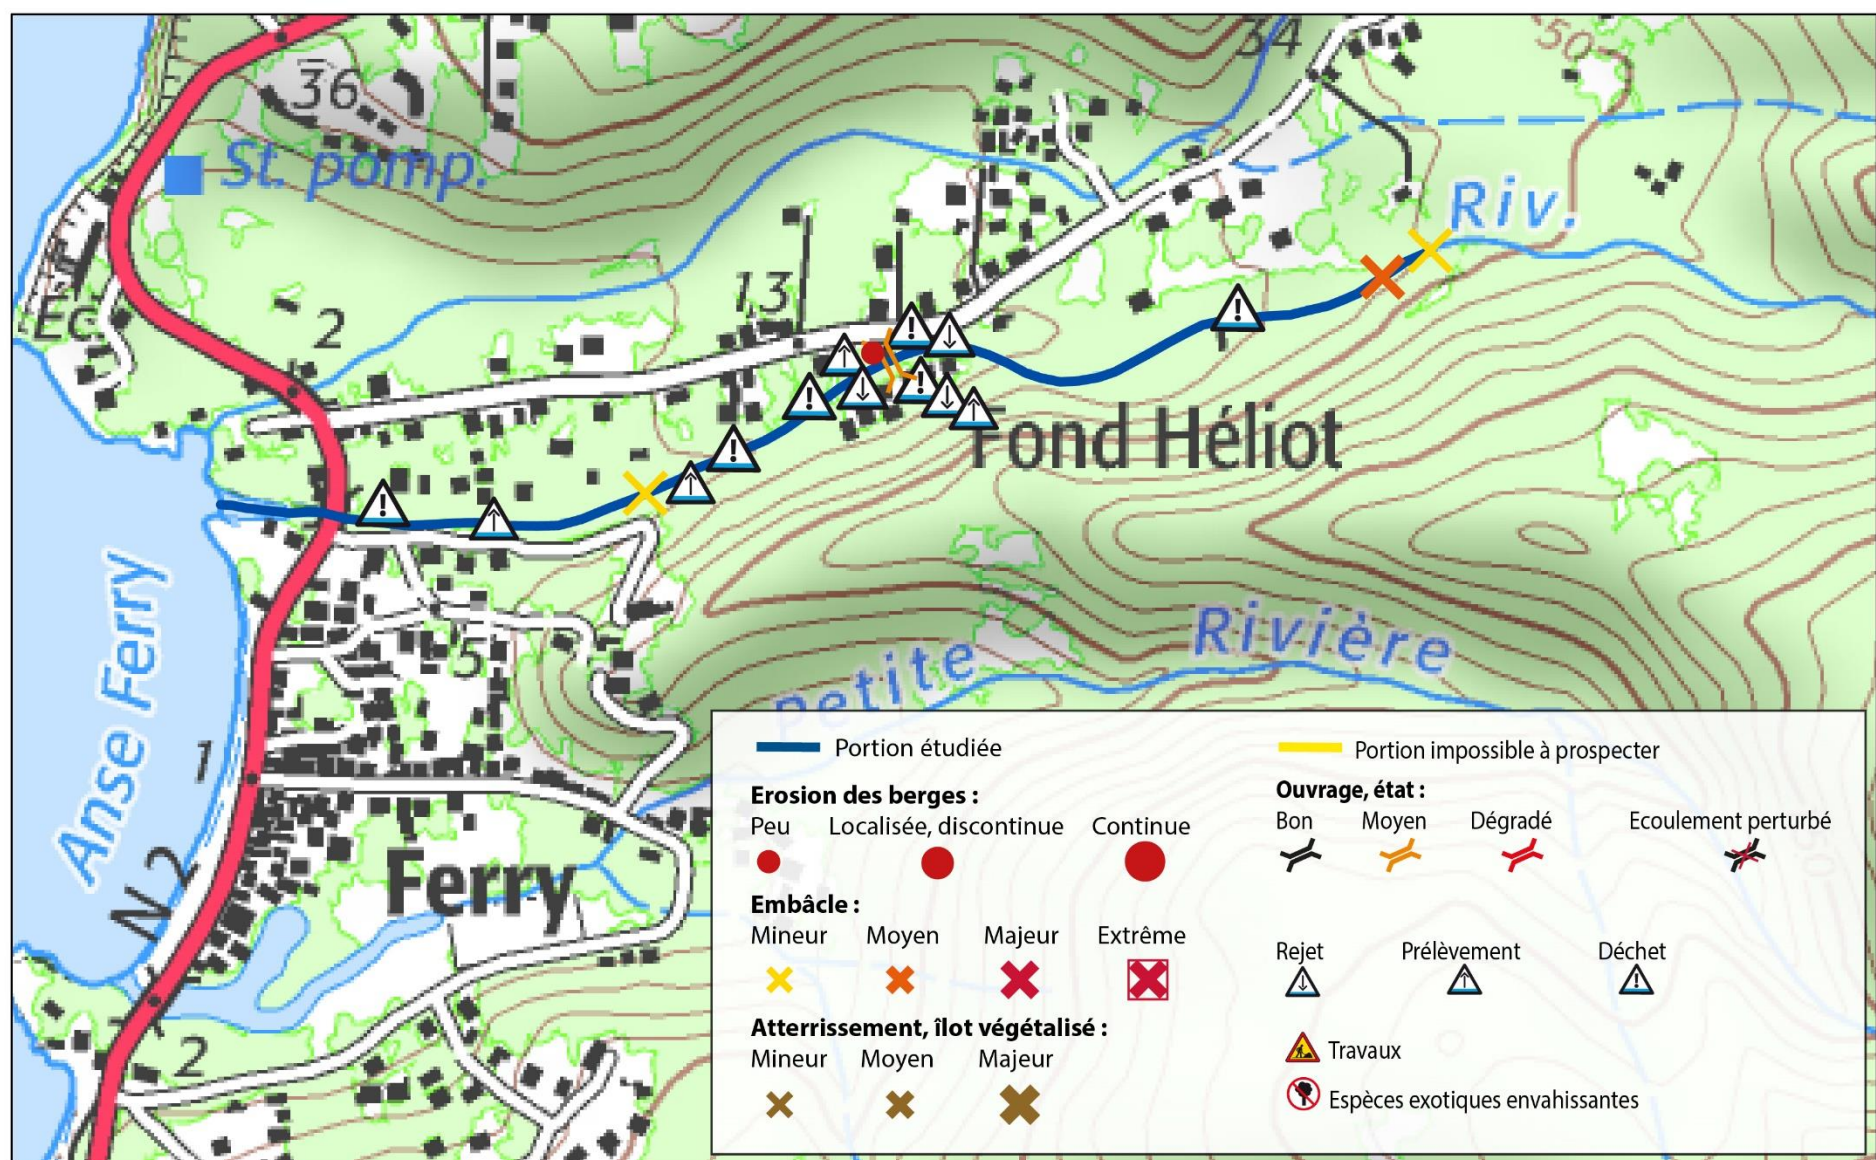 34
50
36
St. pomp.
Riv.
13
Ec.
2
Fond Héliot
Anse Ferry
Petite
Rivière
5
1
N 2
Ferry
2
Portion étudiée
Portion impossible à prospecter
Erosion des berges :
Peu Localisée, discontinue Continue
Ouvrage, état :
Bon Moyen Dégradé Ecoulement perturbé
Embâcle :
Mineur Moyen Majeur Extrême
Rejet Prélèvement Déchet
Atterrissement, îlot végétalisé :
Mineur Moyen Majeur
Travaux
Espèces exotiques envahissantes